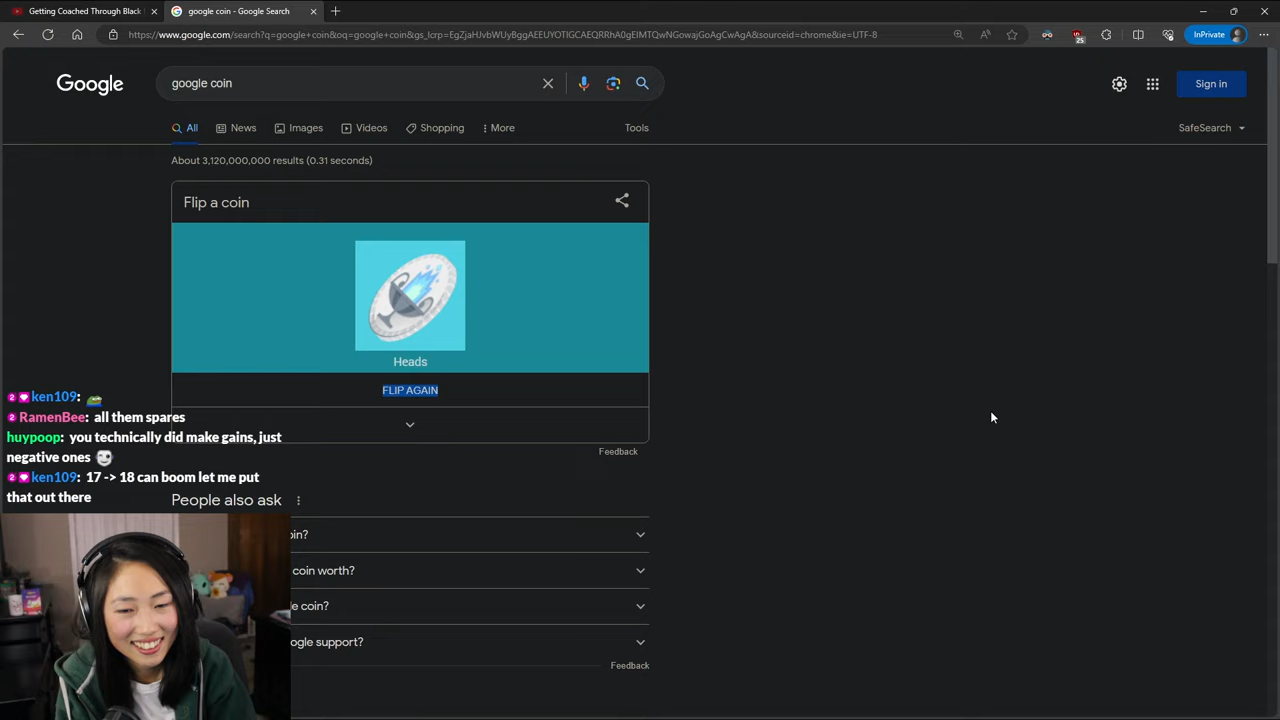 Getting Coached Through Black
google coin - Google Search
https://www.google.com/search?q=google+coin&oq=google+coin&gs_lcrp=EgZjaHJvbWUyBggAEEUYOTIGCAEQRRhA0gEIMTQwNGowajGoAgCwAgA&sourceid=chrome&ie=UTF-8
25
InPrivate
Google
google coin
Sign in
All
News
Images
Videos
Shopping
More
Tools
SafeSearch
About 3,120,000,000 results (0.31 seconds)
Flip a coin
Heads
FLIP AGAIN
Feedback
2 ken109:
2 RamenBee: all them spares
huypoop: you technically did make gains, just
negative ones
2 ken109: 17 -> 18 can boom let me put
that out there
People also ask
coin worth?
coin?
support?
Feedback